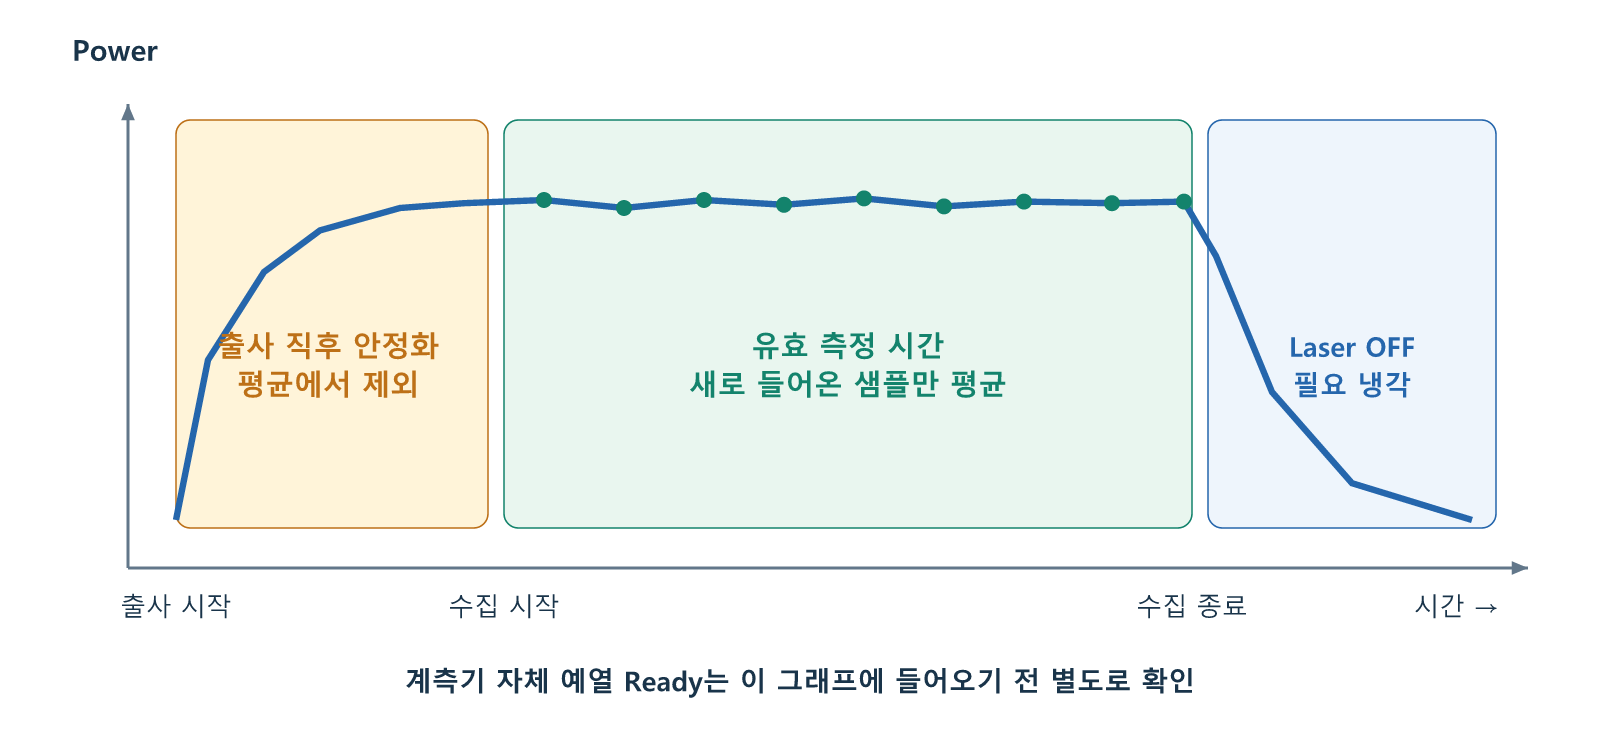 Power
출사 직후 안정화
평균에서 제외
유효 측정 시간
새로 들어온 샘플만 평균
Laser OFF
필요 냉각
출사 시작
수집 시작
수집 종료
시간 →
계측기 자체 예열 Ready는 이 그래프에 들어오기 전 별도로 확인